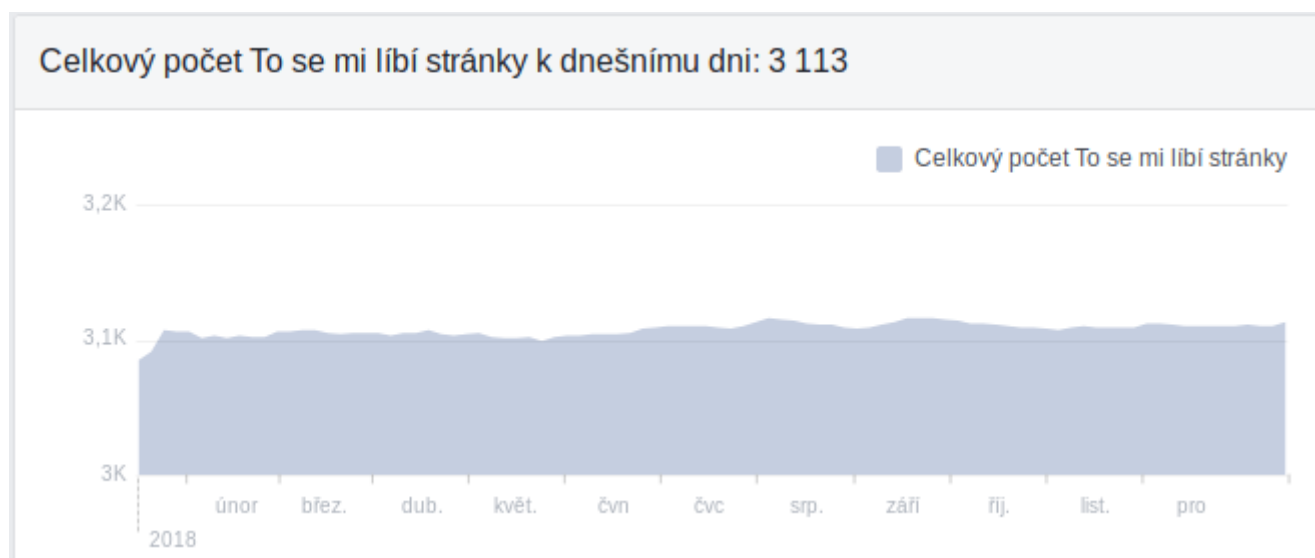 Celkový počet To se mi líbí stránky k dnešnímu dni: 3 113
Celkový počet To se mi líbí stránky
3,2K
3,1K
3K
únor břez. dub. květ. čvn čvc srp. září říj. list. pro
2018